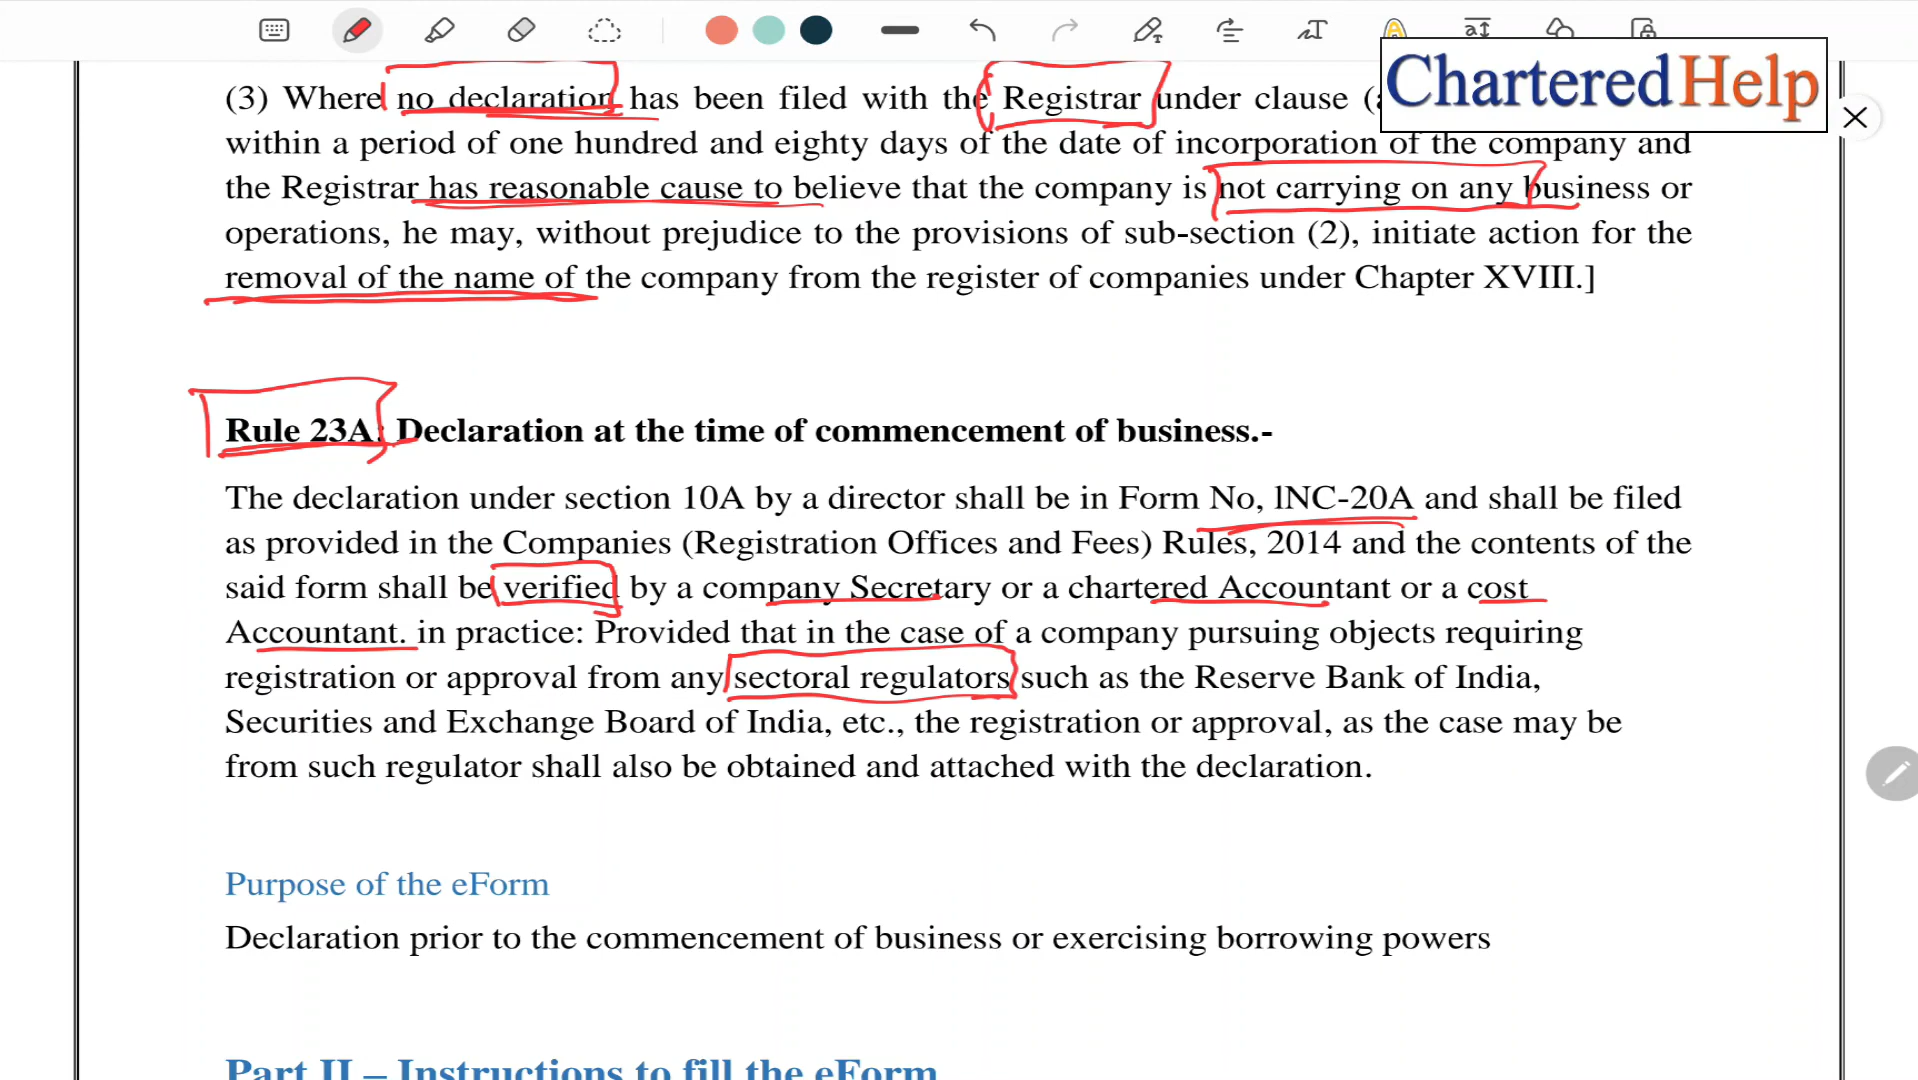 CharteredHelp
(3) Where no declaration has been filed with the Registrar under clause (
within a period of one hundred and eighty days of the date of incorporation of the company and
the Registrar has reasonable cause to believe that the company is not carrying on any business or
operations, he may, without prejudice to the provisions of sub-section (2), initiate action for the
removal of the name of the company from the register of companies under Chapter XVIII.]
Rule 23A: Declaration at the time of commencement of business.-
The declaration under section 10A by a director shall be in Form No, lNC-20A and shall be filed
as provided in the Companies (Registration Offices and Fees) Rules, 2014 and the contents of the
said form shall be verified by a company Secretary or a chartered Accountant or a cost
Accountant. in practice: Provided that in the case of a company pursuing objects requiring
registration or approval from any sectoral regulators such as the Reserve Bank of India,
Securities and Exchange Board of India, etc., the registration or approval, as the case may be
from such regulator shall also be obtained and attached with the declaration.
Purpose of the eForm
Declaration prior to the commencement of business or exercising borrowing powers
Part II – Instructions to fill the eForm